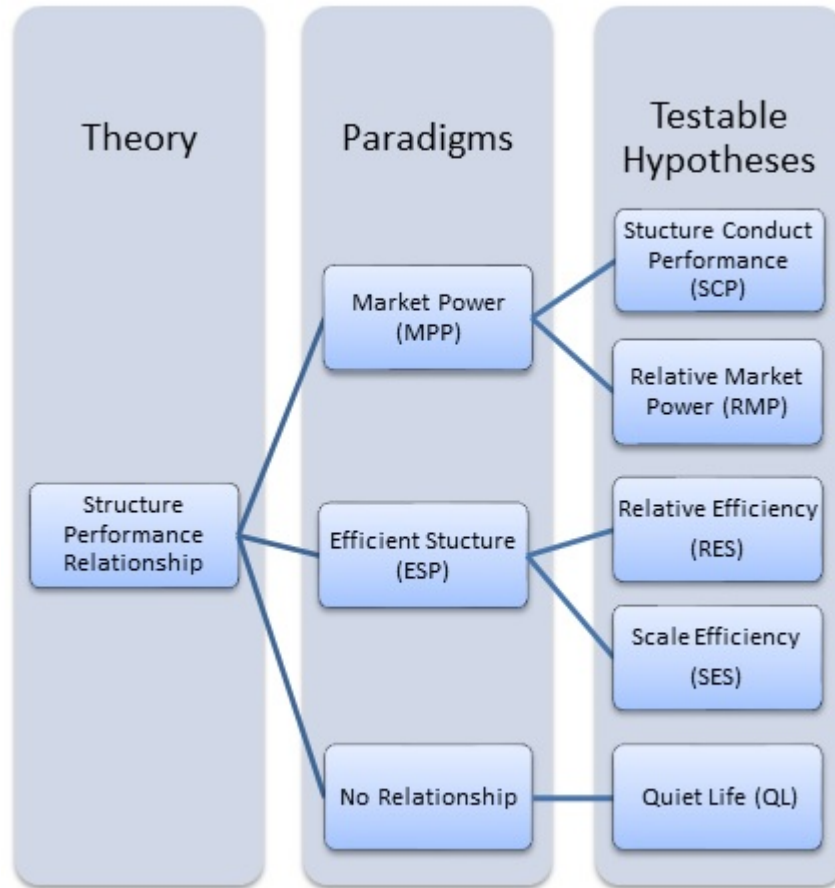 Theory
Paradigms
Testable
Hypotheses
Structure
Performance
Relationship
Market Power
(MPP)
Efficient Stucture
(ESP)
No Relationship
Stucture Conduct
Performance
(SCP)
Relative Market
Power (RMP)
Relative Efficiency
(RES)
Scale Efficiency
(SES)
Quiet Life (QL)